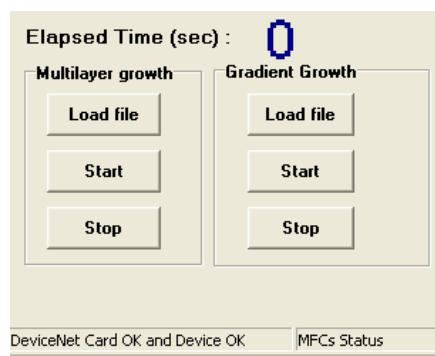 Elapsed Time (sec) : 0
Multilayer growth Gradient Growth
Load file Load file
Start Start
Stop Stop
DeviceNet Card OK and Device OK MFCs Status